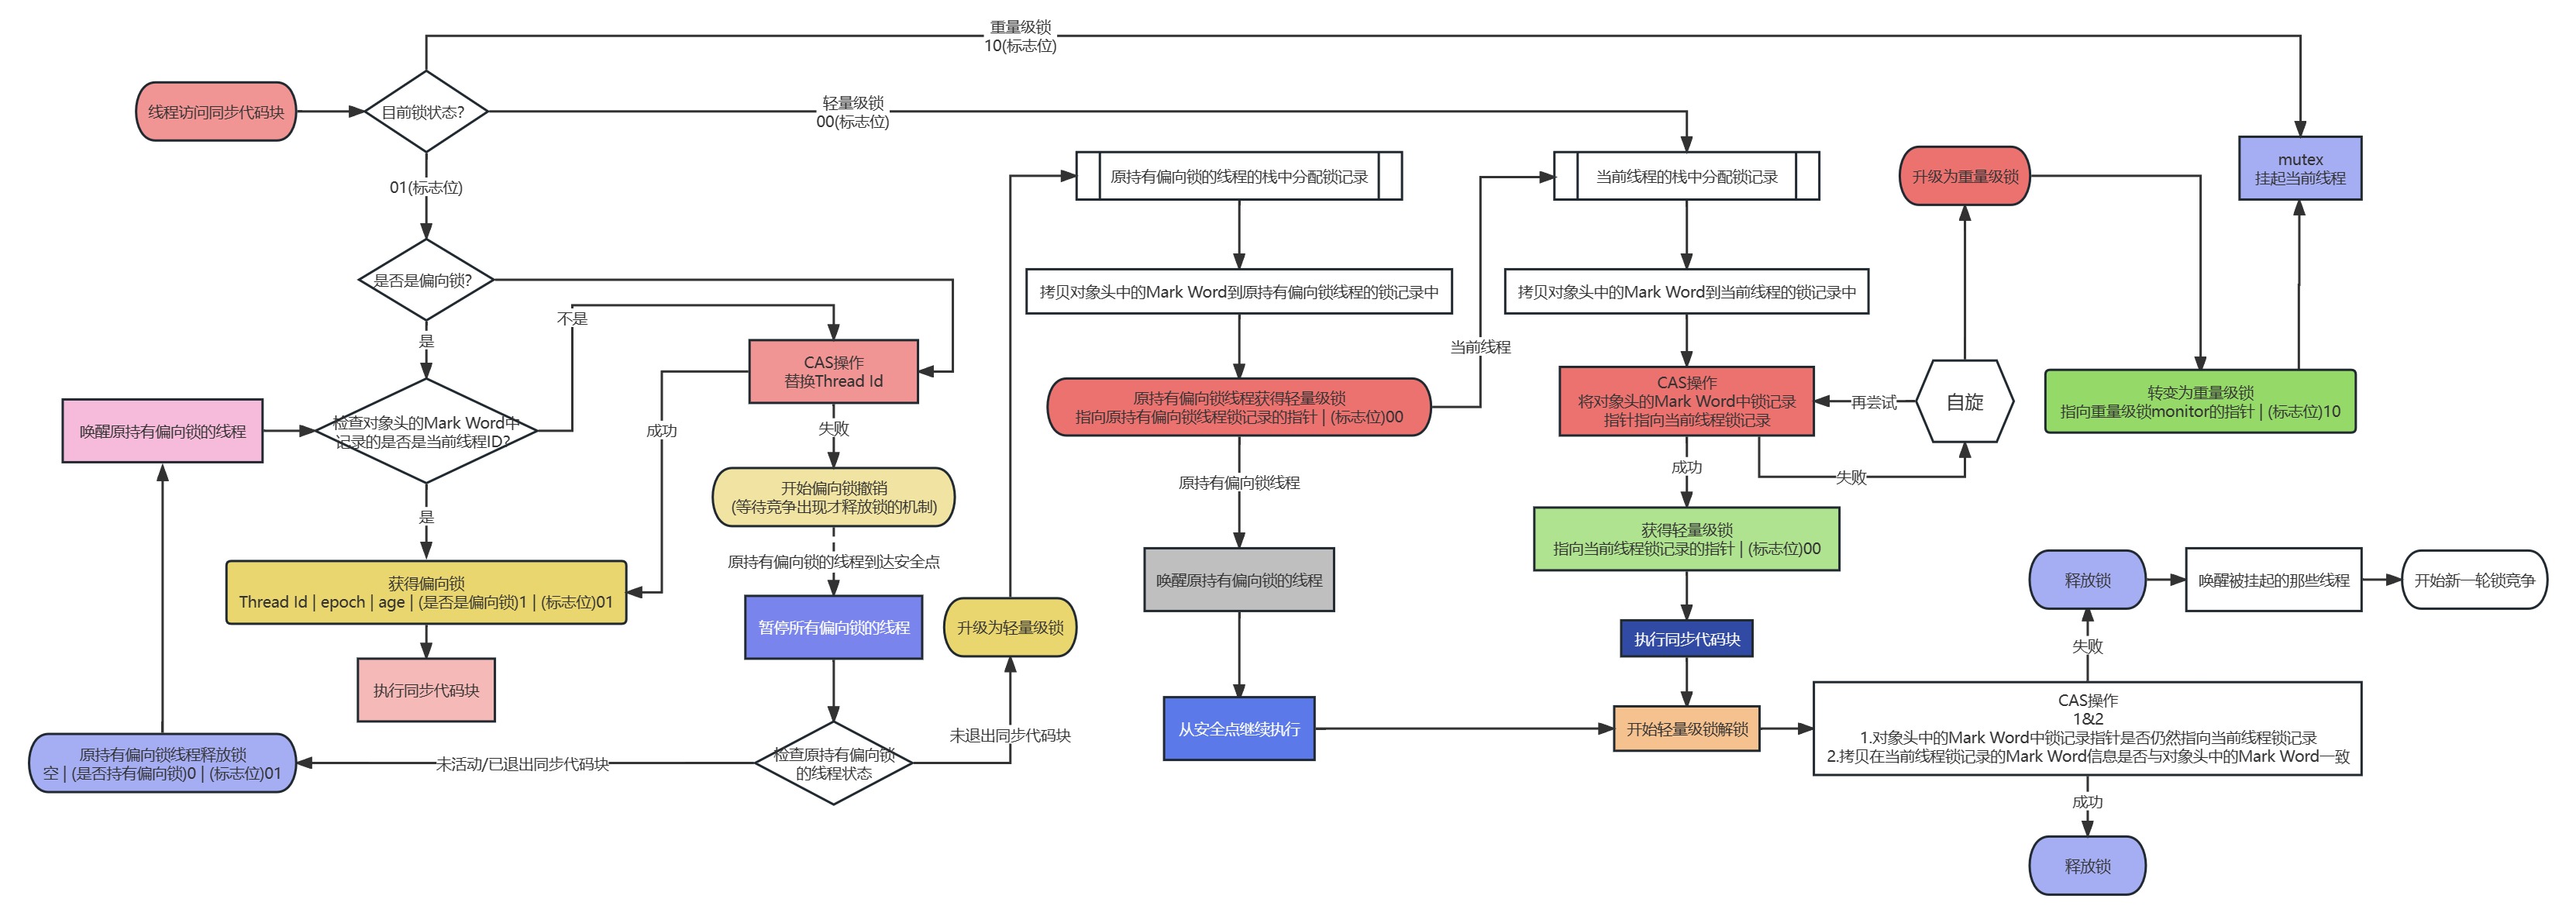 重量级锁
10(标志位)
线程访问同步代码块
目前锁状态?
轻量级锁
00(标志位)
01(标志位)
是否是偏向锁?
是
不是
检查对象头的Mark Word中
记录的是否是当前线程ID?
唤醒原持有偏向锁的线程
是
获得偏向锁
Thread Id | epoch | age | (是否是偏向锁)1 | (标志位)01
执行同步代码块
原持有偏向锁线程释放锁
空 | (是否持有偏向锁)0 | (标志位)01
CAS操作
替换Thread Id
成功
失败
开始偏向锁撤销
(等待竞争出现才释放锁的机制)
原持有偏向锁的线程到达安全点
暂停所有偏向锁的线程
检查原持有偏向锁
的线程状态
未活动/已退出同步代码块
未退出同步代码块
升级为轻量级锁
原持有偏向锁的线程的栈中分配锁记录
拷贝对象头中的Mark Word到原持有偏向锁线程的锁记录中
原持有偏向锁线程获得轻量级锁
指向原持有偏向锁线程锁记录的指针 | (标志位)00
当前线程
原持有偏向锁线程
唤醒原持有偏向锁的线程
从安全点继续执行
当前线程的栈中分配锁记录
拷贝对象头中的Mark Word到当前线程的锁记录中
CAS操作
将对象头的Mark Word中锁记录
指针指向当前线程锁记录
再尝试
自旋
失败
成功
获得轻量级锁
指向当前线程锁记录的指针 | (标志位)00
执行同步代码块
开始轻量级解锁
升级为重量级锁
mutex
挂起当前线程
转变为重量级锁
指向重量级锁monitor的指针 | (标志位)10
释放锁
唤醒被挂起的那些线程
开始新一轮锁竞争
失败
CAS操作
1&2
1.对象头中的Mark Word中锁记录指针是否仍然指向当前线程锁记录
2.拷贝在当前线程锁记录的Mark Word信息是否与对象头中的Mark Word一致
成功
释放锁